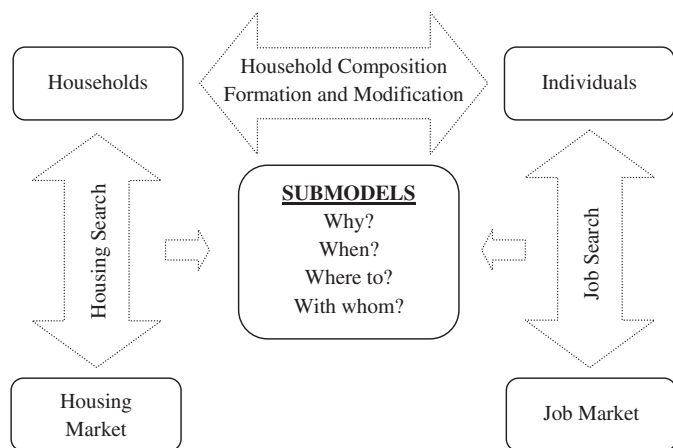 Households
Household Composition
Formation and Modification
Individuals
Housing Search
SUBMODELS
Why?
When?
Where to?
With whom?
Job Search
Housing
Market
Job Market